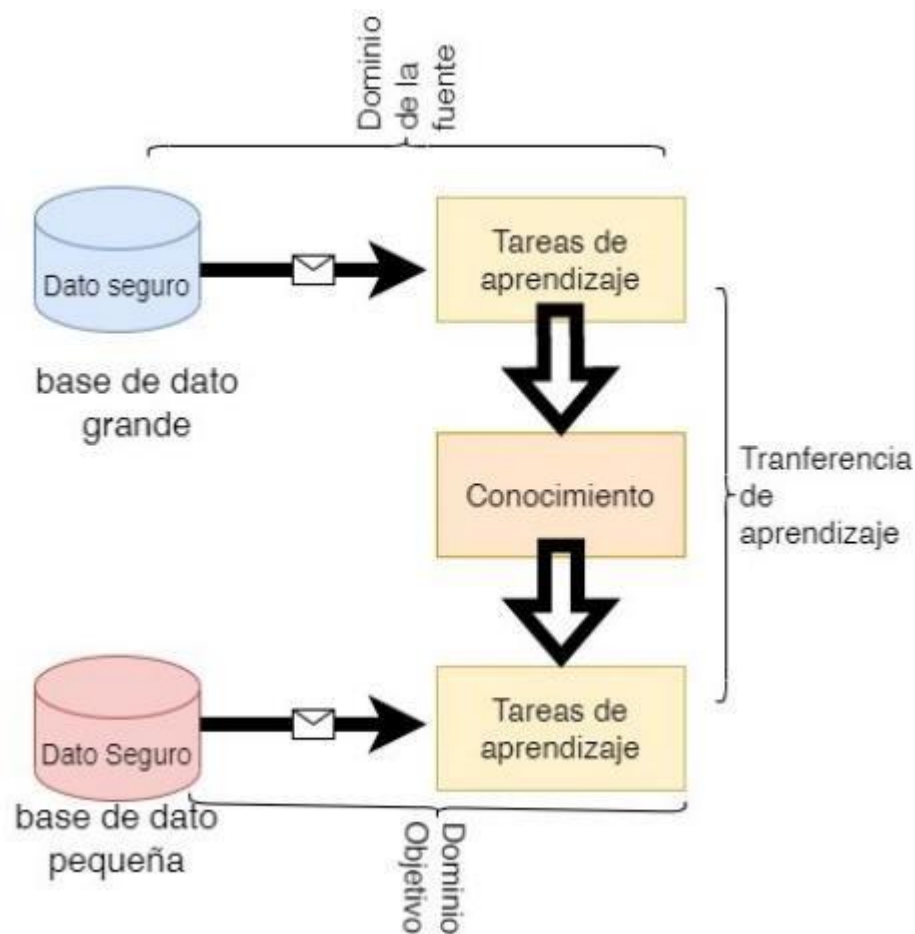 Dominio
de la
fuente
Dato seguro
Tareas de
aprendizaje
base de dato
grande
Conocimiento
Tranferencia
de
aprendizaje
Dato Seguro
Tareas de
aprendizaje
base de dato
pequeña
Dominio
Objetivo